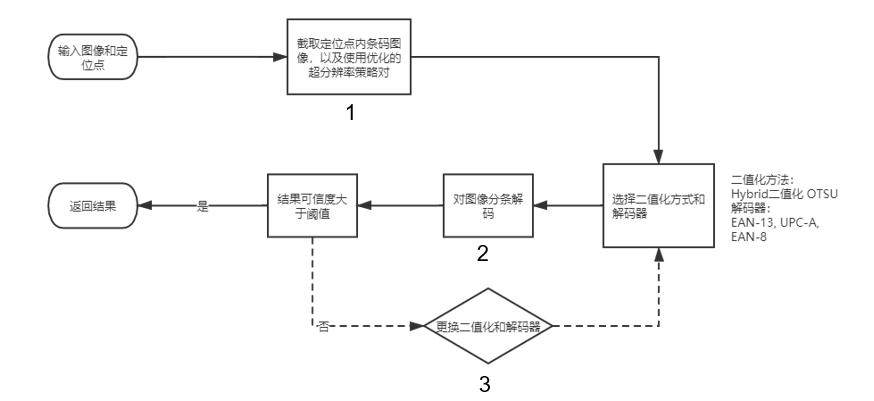 输入图像和定
位点
截取定位点内条码图
像，以及使用优化的
超分辨率策略对
1
选择二值化方式和
解码器
二值化方法：
Hybrid二值化 OTSU
解码器：
EAN-13, UPC-A,
EAN-8
对图像分条解
码
2
结果可信度大
于阈值
是
返回结果
否
更换二值化和解码器
3